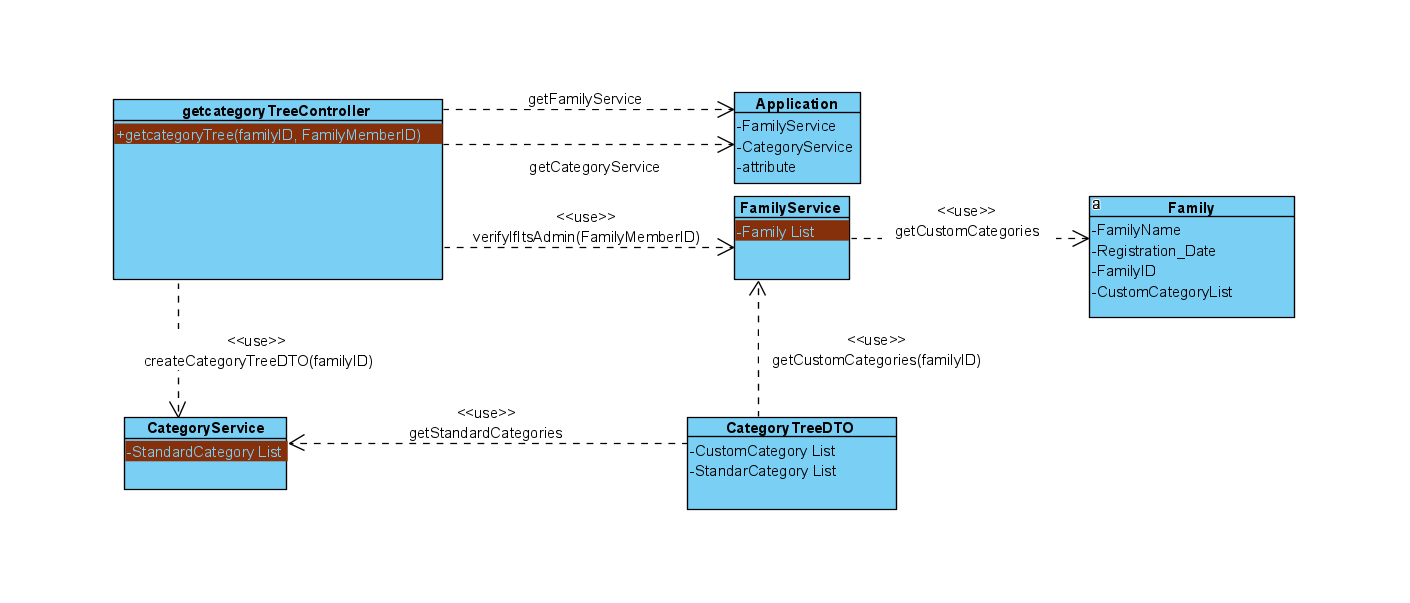 getcategoryTreeController
+getcategoryTree(familyID, FamilyMemberID)
getFamilyService
getCategoryService
Application
-FamilyService
-CategoryService
-attribute
<<use>>
verifyIfItsAdmin(FamilyMemberID)
FamilyService
-Family List
<<use>>
getCustomCategories
a
Family
-FamilyName
-Registration_Date
-FamilyID
-CustomCategoryList
<<use>>
createCategoryTreeDTO(familyID)
<<use>>
getCustomCategories(familyID)
CategoryService
-StandardCategory List
<<use>>
getStandardCategories
CategoryTreeDTO
-CustomCategory List
-StandarCategory List